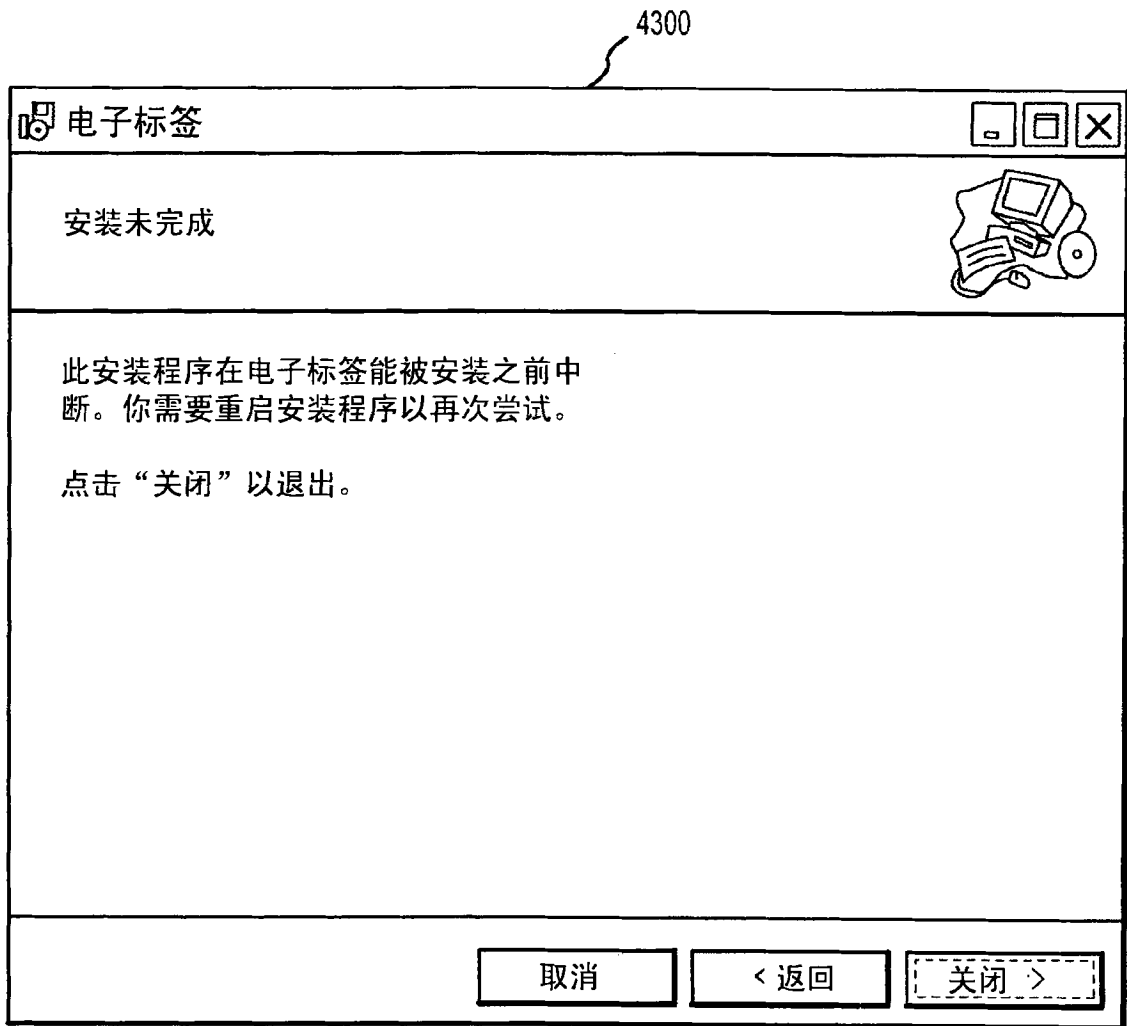 4300
电子标签
安装未完成
此安装程序在电子标签能被安装之前中
断。你需要重启安装程序以再次尝试。
点击“关闭”以退出。
取消
<返回
关闭 >